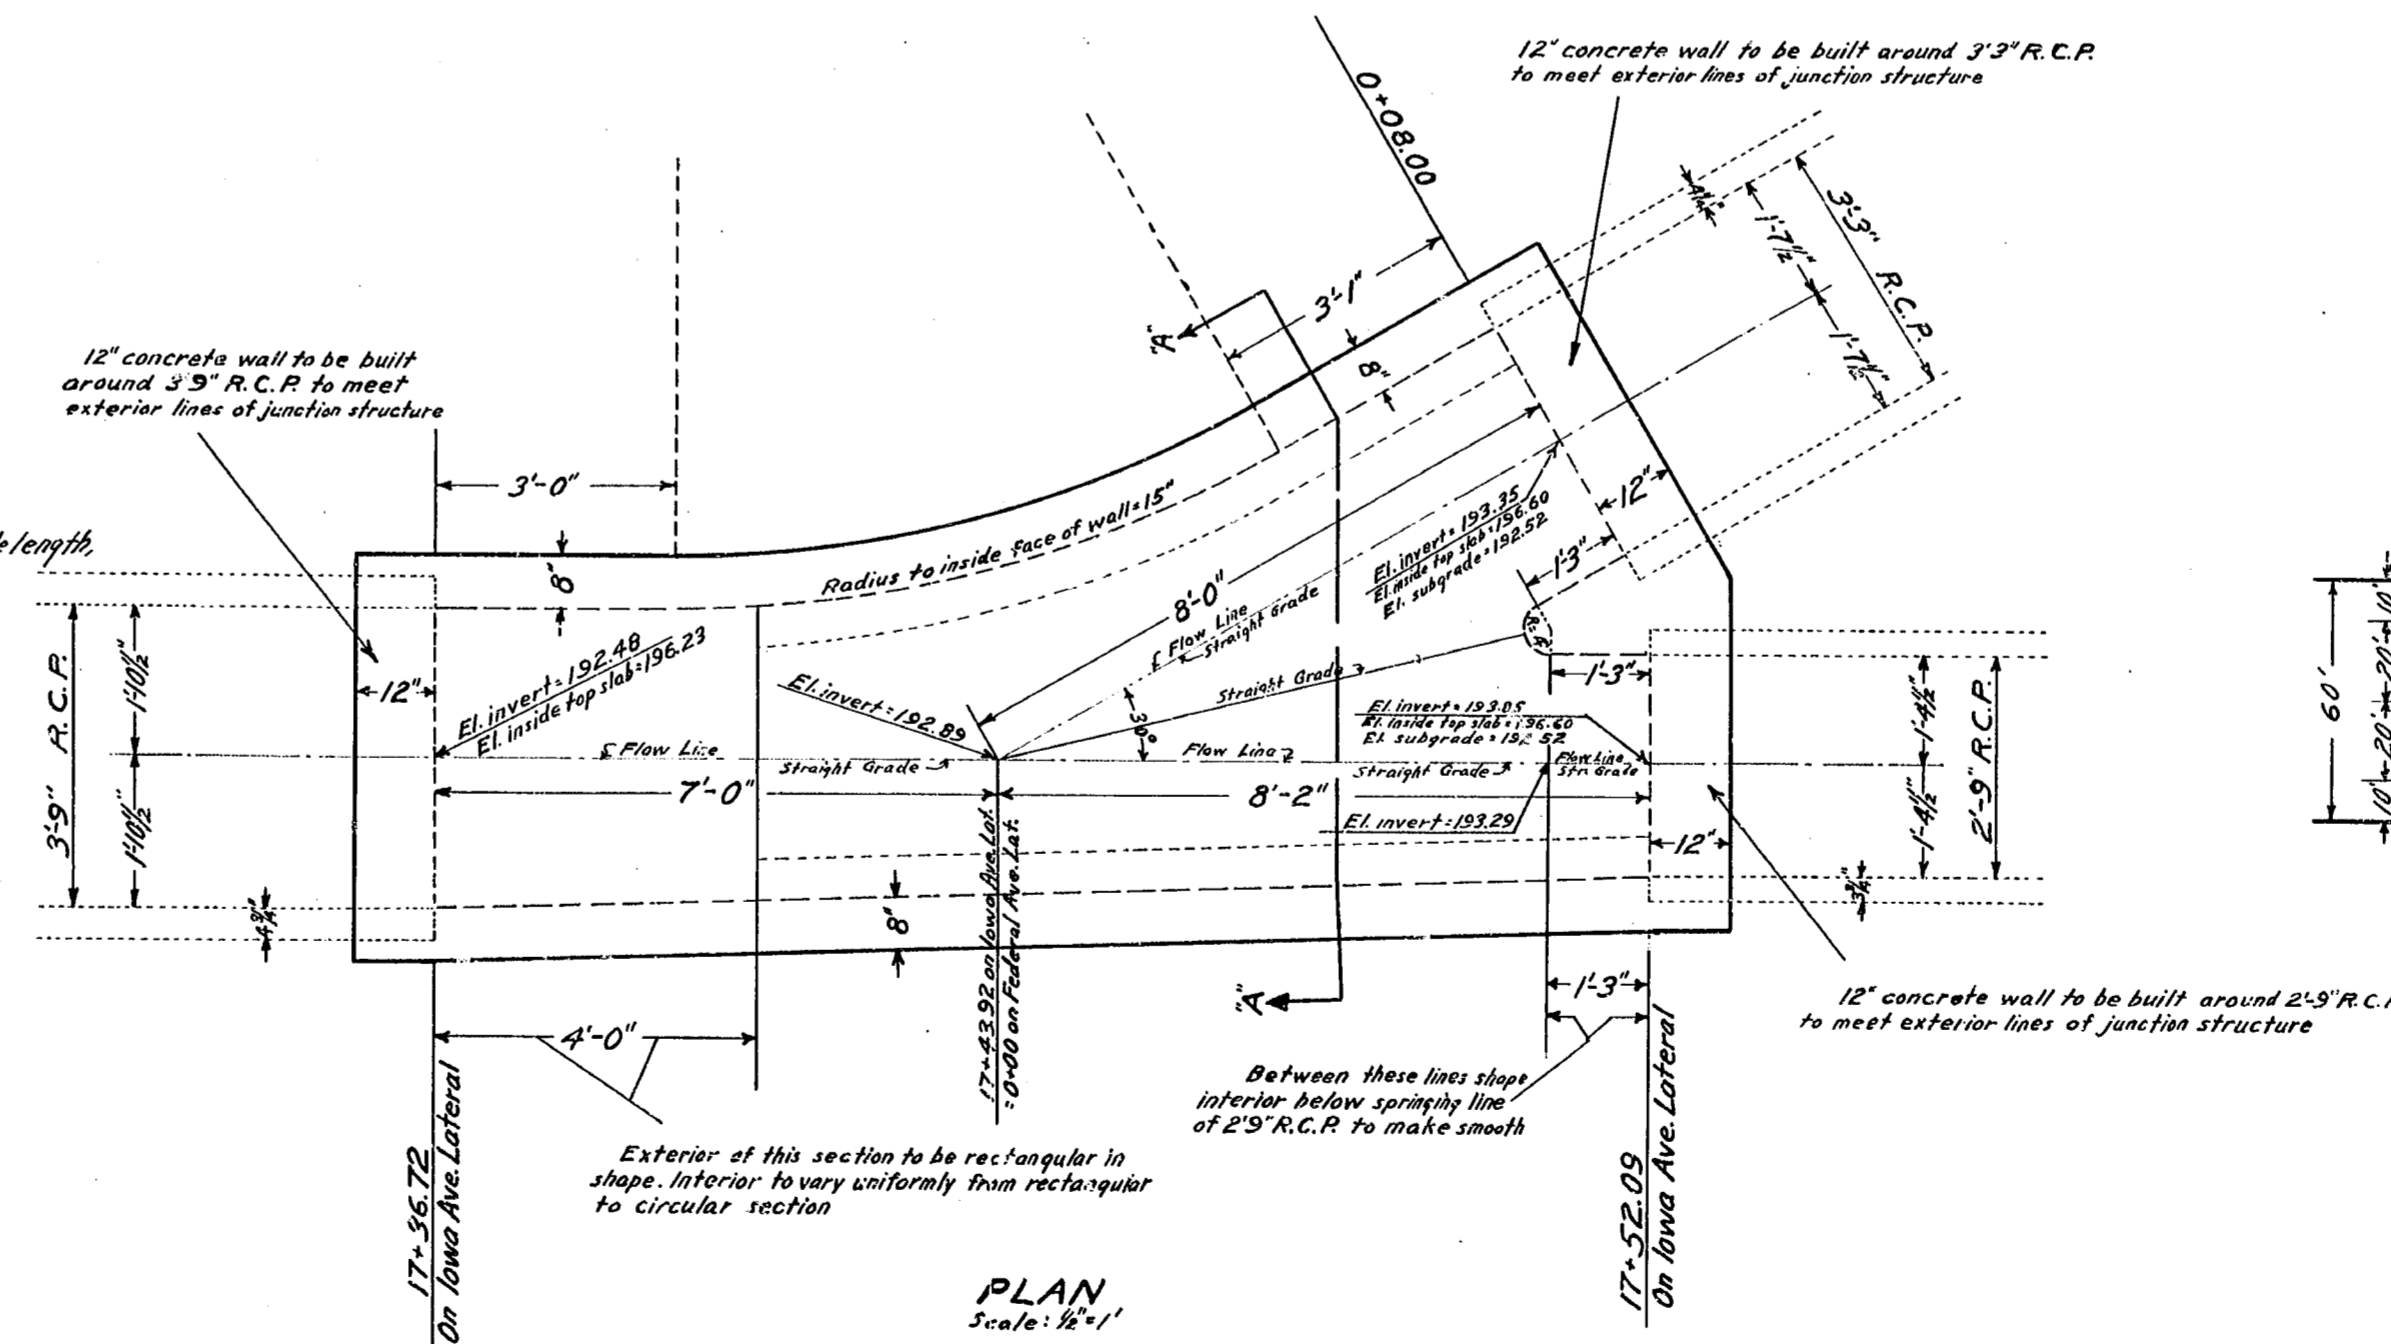 12" concrete wall to be built around 3'3" R.C.P.
to meet exterior lines of junction structure
0+08.00
3'-3" R.C.P.
1'-7½"
1'-7½"
3'-1"
"A"
8"
12" concrete wall to be built
around 3'9" R.C.P. to meet
exterior lines of junction structure
3'-0"
length,
8"
Radius to inside face of wall=15"
12"
1'-3"
El. invert=193.35
El. inside top slab=196.60
El. subgrade=192.52
8'-0"
℄ Flow Line
Straight Grade
Straight Grade
30°
3'-9" R.C.P.
1'-10½"
1'-10½"
12"
El. invert=192.48
El. inside top slab=196.23
El. invert=192.89
℄ Flow Line
Straight Grade
Flow Line
Straight Grade
Flow Line
Str. Grade
1'-3"
El. invert=193.05
El. inside top slab=196.60
El. subgrade=192.52
El. invert=193.29
7'-0"
8'-2"
12"
1'-4½"
1'-4½"
2'-9" R.C.P.
3¾"
4¾"
8"
60'
10'
20'
20'
10'
17+43.92 on Iowa Ave. Lat.
=0+00 on Federal Ave. Lat.
"A"
1'-3"
12" concrete wall to be built around 2'-9" R.C.P.
to meet exterior lines of junction structure
4'-0"
Between these lines shape
interior below springing line
of 2'9" R.C.P. to make smooth
Exterior of this section to be rectangular in
shape. Interior to vary uniformly from rectangular
to circular section
17+36.72
On Iowa Ave. Lateral
17+52.09
On Iowa Ave. Lateral
PLAN
Scale: ½"=1'